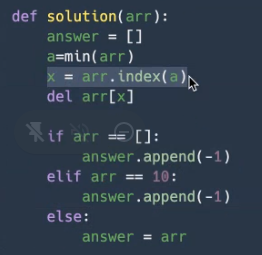 def solution(arr):
    answer = []
    a=min(arr)
    x = arr.index(a)
    del arr[x]
    if arr == []:
        answer.append(-1)
    elif arr == 10:
        answer.append(-1)
    else:
        answer = arr